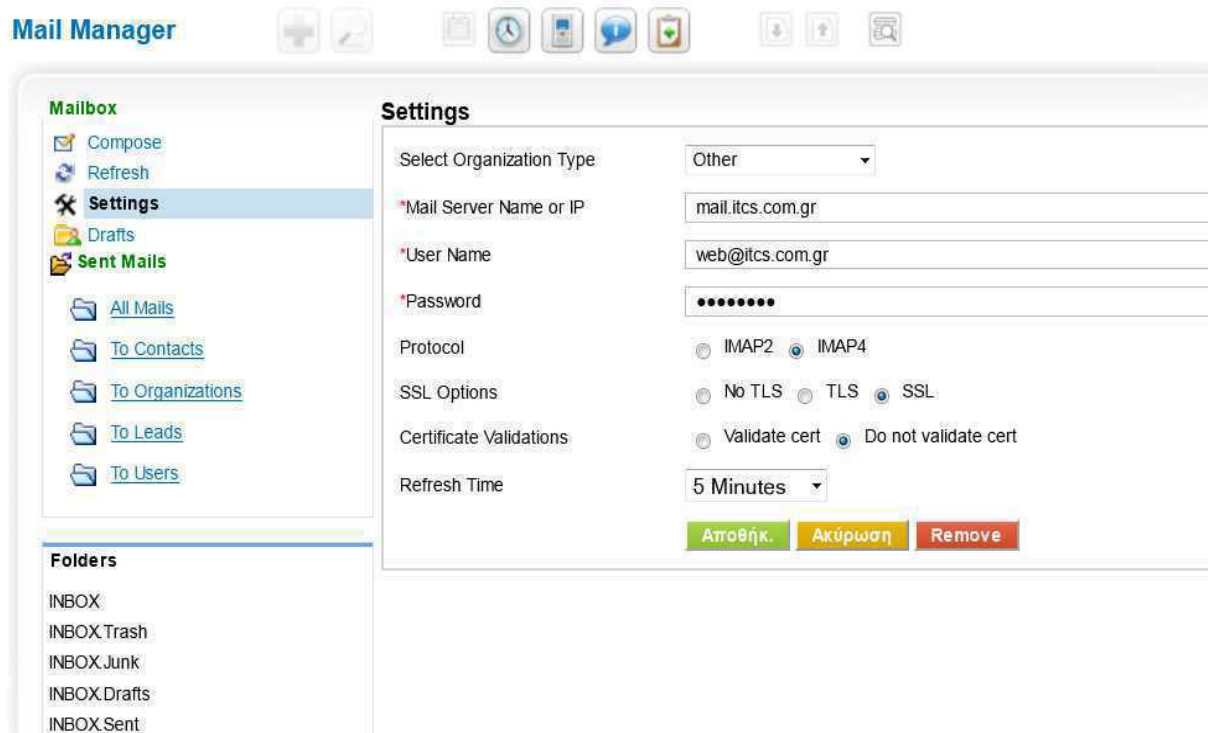 Mail Manager
Mailbox
Compose
Refresh
Settings
Drafts
Sent Mails
All Mails
To Contacts
To Organizations
To Leads
To Users
Folders
INBOX
INBOX.Trash
INBOX.Junk
INBOX.Drafts
INBOX.Sent
Settings
Select Organization Type Other
*Mail Server Name or IP mail.itcs.com.gr
*User Name web@itcs.com.gr
*Password ••••••••
Protocol IMAP2 IMAP4
SSL Options No TLS TLS SSL
Certificate Validations Validate cert Do not validate cert
Refresh Time 5 Minutes
Αποθήκ. Ακύρωση Remove